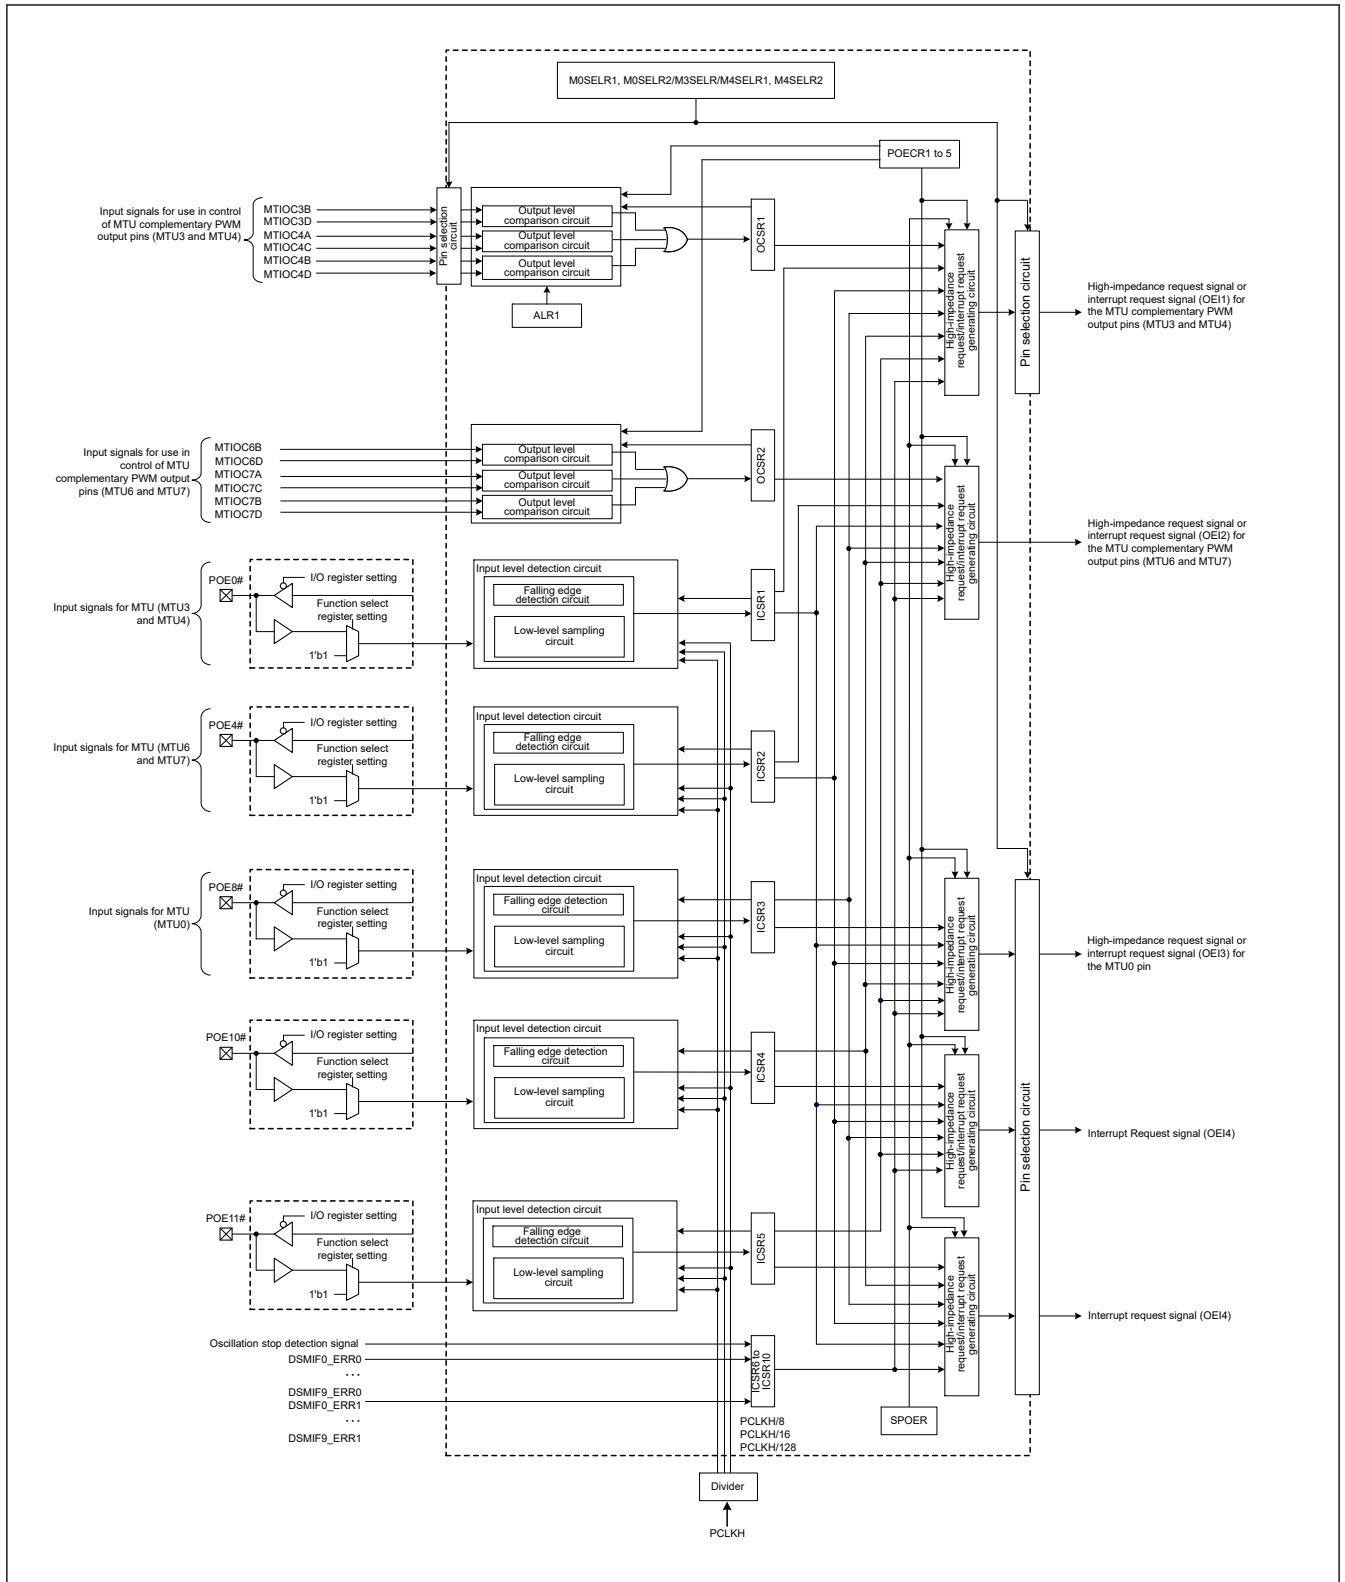 M0SELR1, M0SELR2/M3SELR/M4SELR1, M4SELR2
POECR1 to 5
Input signals for use in control
of MTU complementary PWM
output pins (MTU3 and MTU4)
MTIOC3B
MTIOC3D
MTIOC4A
MTIOC4C
MTIOC4B
MTIOC4D
Pin selection
circuit
Output level
comparison circuit
Output level
comparison circuit
Output level
comparison circuit
ALR1
OCSR1
High-impedance
request/interrupt request
generating circuit
Pin selection circuit
High-impedance request signal or
interrupt request signal (OEI1) for
the MTU complementary PWM
output pins (MTU3 and MTU4)
Input signals for use in
control of MTU
complementary PWM output
pins (MTU6 and MTU7)
MTIOC6B
MTIOC6D
MTIOC7A
MTIOC7C
MTIOC7B
MTIOC7D
Output level
comparison circuit
Output level
comparison circuit
Output level
comparison circuit
OCSR2
High-impedance
request/interrupt request
generating circuit
High-impedance request signal or
interrupt request signal (OEI2) for
the MTU complementary PWM
output pins (MTU6 and MTU7)
Input signals for MTU (MTU3
and MTU4)
POE0#
I/O register setting
Function select
register setting
1'b1
Input level detection circuit
Falling edge
detection circuit
Low-level sampling
circuit
ICSR1
Input signals for MTU (MTU6
and MTU7)
POE4#
I/O register setting
Function select
register setting
1'b1
Input level detection circuit
Falling edge
detection circuit
Low-level sampling
circuit
ICSR2
Input signals for MTU
(MTU0)
POE8#
I/O register setting
Function select
register setting
1'b1
Input level detection circuit
Falling edge detection
circuit
Low-level sampling
circuit
ICSR3
High-impedance
request/interrupt request
generating circuit
Pin selection circuit
High-impedance request signal or
interrupt request signal (OEI3) for
the MTU0 pin
POE10#
I/O register setting
Function select
register setting
1'b1
Input level detection circuit
Falling edge detection
circuit
Low-level sampling
circuit
ICSR4
High-impedance
request/interrupt request
generating circuit
Interrupt Request signal (OEI4)
POE11#
I/O register setting
Function select
register setting
1'b1
Input level detection circuit
Falling edge
detection circuit
Low-level sampling
circuit
ICSR5
High-impedance
request/interrupt request
generating circuit
Interrupt request signal (OEI4)
Oscillation stop detection signal
DSMIF0_ERR0
...
DSMIF9_ERR0
DSMIF0_ERR1
...
DSMIF9_ERR1
ICSR6 to
ICSR10
SPOER
PCLKH/8
PCLKH/16
PCLKH/128
Divider
PCLKH